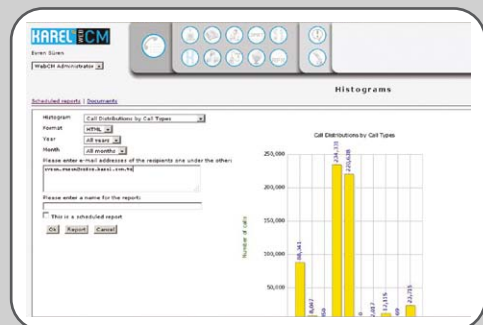 KAREL WEB CM
Evren Süren
WebCM Administrator
Histograms
Scheduled reports | Documents
Histogram Call Distributions by Call Types
Format HTML
Year All years
Month All months
Please enter e-mail addresses of the recipients one under the other:
Please enter a name for the report:
This is a scheduled report
Ok Report Cancel
Call Distributions by Call Types
Number of calls
250,000
200,000
150,000
100,000
50,000